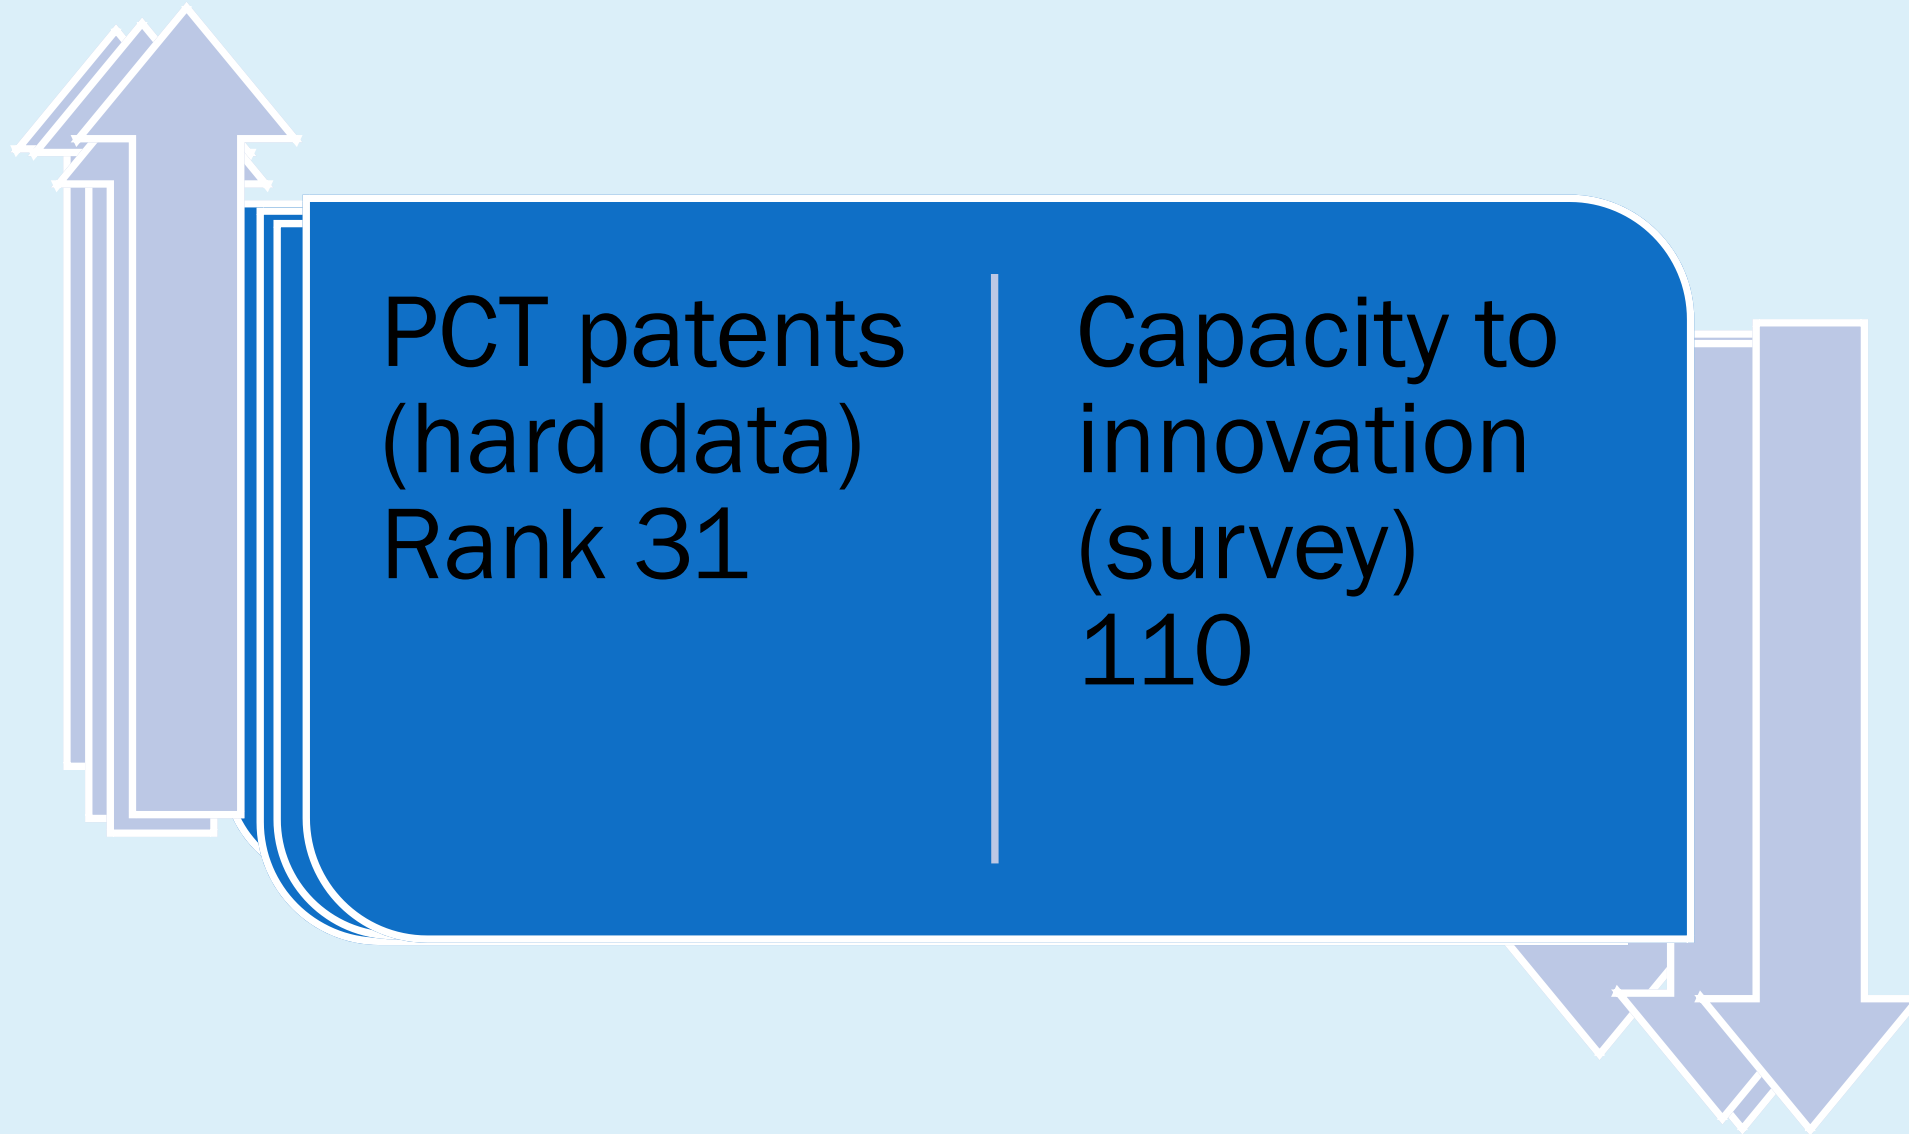 PCT patents
(hard data)
Rank 31
Capacity to
innovation
(survey)
110